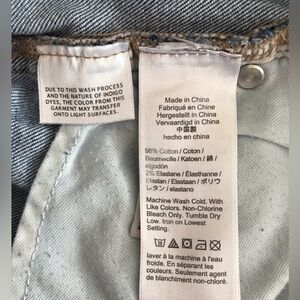 DUE TO THIS WASH PROCESS
AND THE NATURE OF INDIGO
DYES, THE COLOR FROM THIS
GARMENT MAY TRANSFER
ONTO LIGHT SURFACES.
Made in China
Fabriqué en Chine
Hergestellt in China
Vervaardigd in China
中国製
hecho en china
98% Cotton / Coton /
Baumwolle / Katoen / 綿 /
algodón
2% Elastane / Élasthanne /
Elastan / Elastaan / ポリウ
レタン / elastano
Machine Wash Cold. With
Like Colors. Non-Chlorine
Bleach Only. Tumble Dry
Low. Iron on Lowest
Setting.
laver à la machine à l'eau
froide. En séparant les
couleurs. Seulement agent
de blanchiment non-chloré